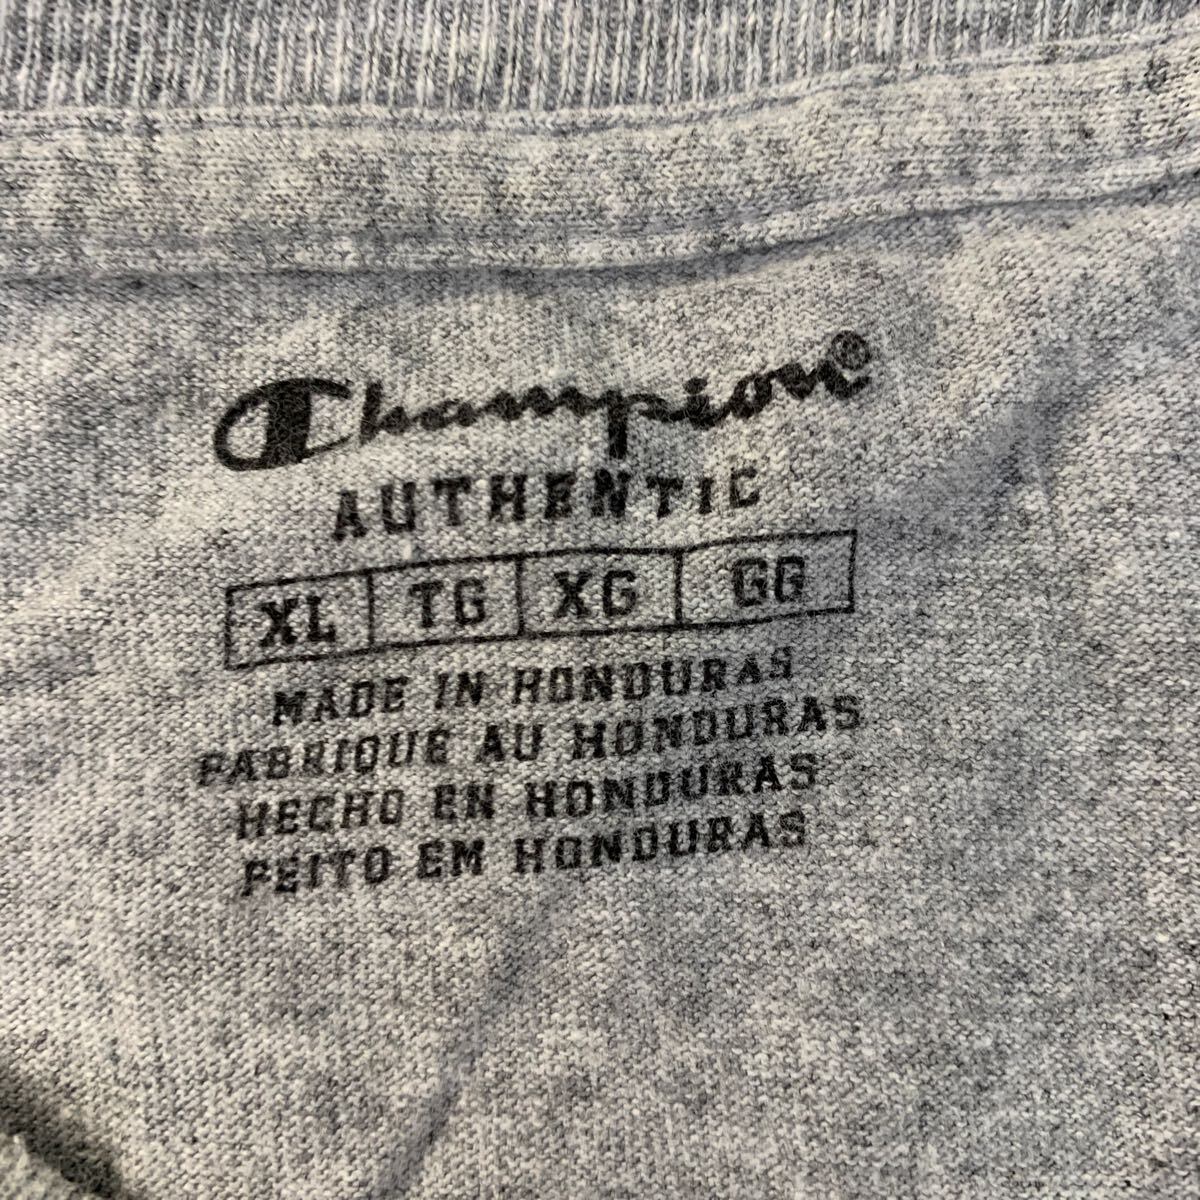 Champion®
AUTHENTIC
XL TG XG GG
MADE IN HONDURAS
FABRIQUE AU HONDURAS
HECHO EN HONDURAS
FEITO EM HONDURAS